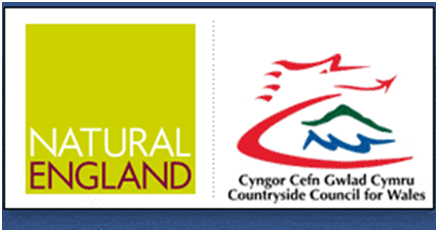 NATURAL
ENGLAND
Cyngor Cefn Gwlad Cymru
Countryside Council for Wales